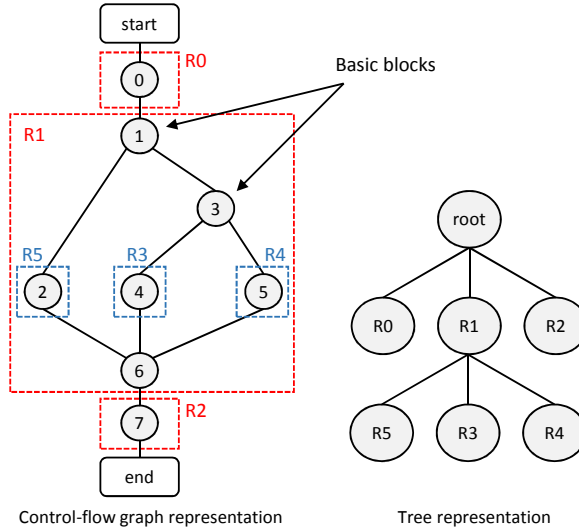 start
R0
0
Basic blocks
R1
1
3
root
R5
R3
R4
2
4
5
R0
R1
R2
6
R2
7
R5
R3
R4
end
Control-flow graph representation
Tree representation